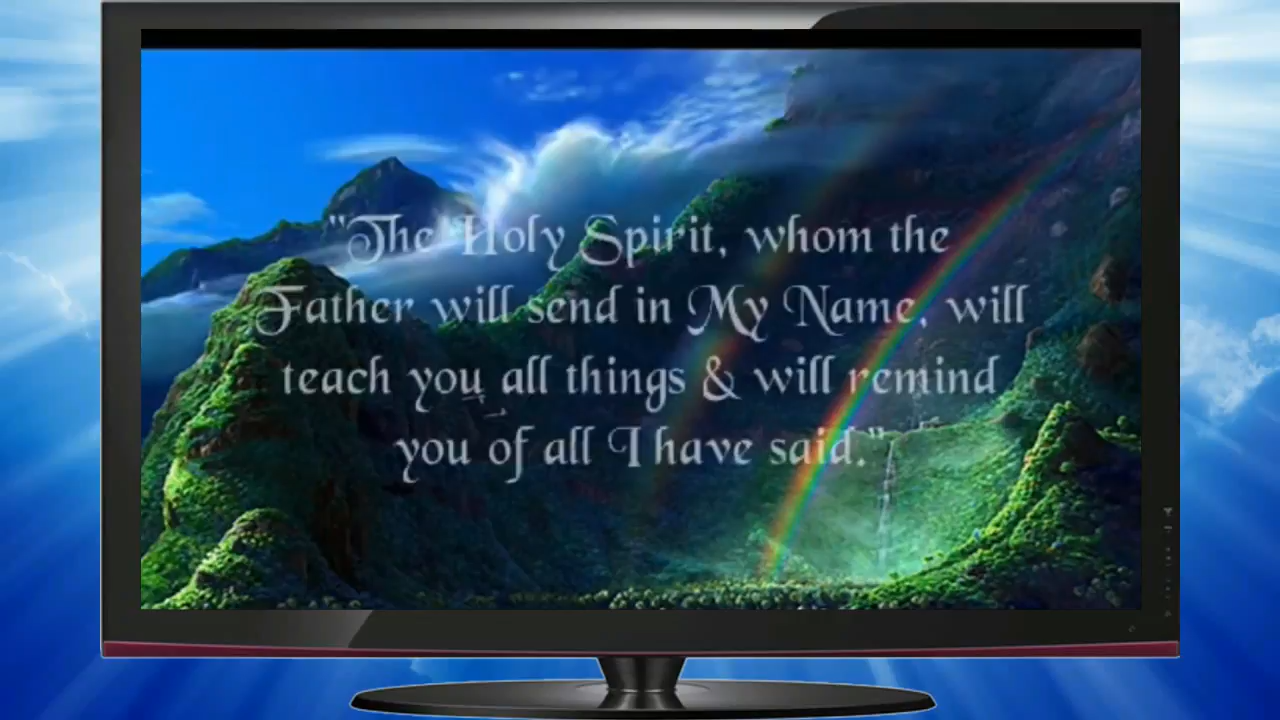 "The Holy Spirit, whom the
Father will send in My Name, will
teach you all things & will remind
you of all I have said."